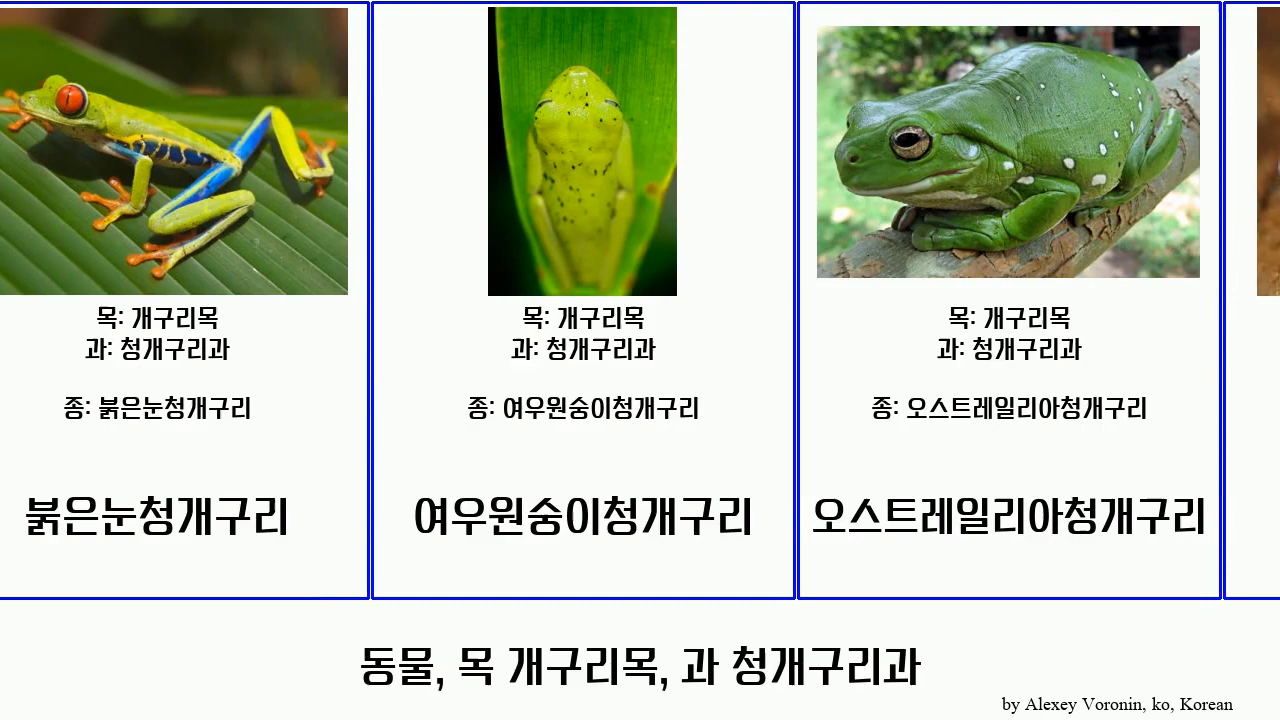 목: 개구리목
과: 청개구리과
종: 붉은눈청개구리
붉은눈청개구리
목: 개구리목
과: 청개구리과
종: 여우원숭이청개구리
여우원숭이청개구리
목: 개구리목
과: 청개구리과
종: 오스트레일리아청개구리
오스트레일리아청개구리
동물, 목 개구리목, 과 청개구리과
by Alexey Voronin, ko, Korean